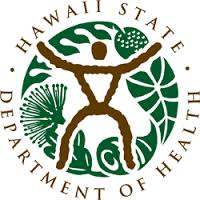 HAWAII STATE
• DEPARTMENT OF HEALTH •